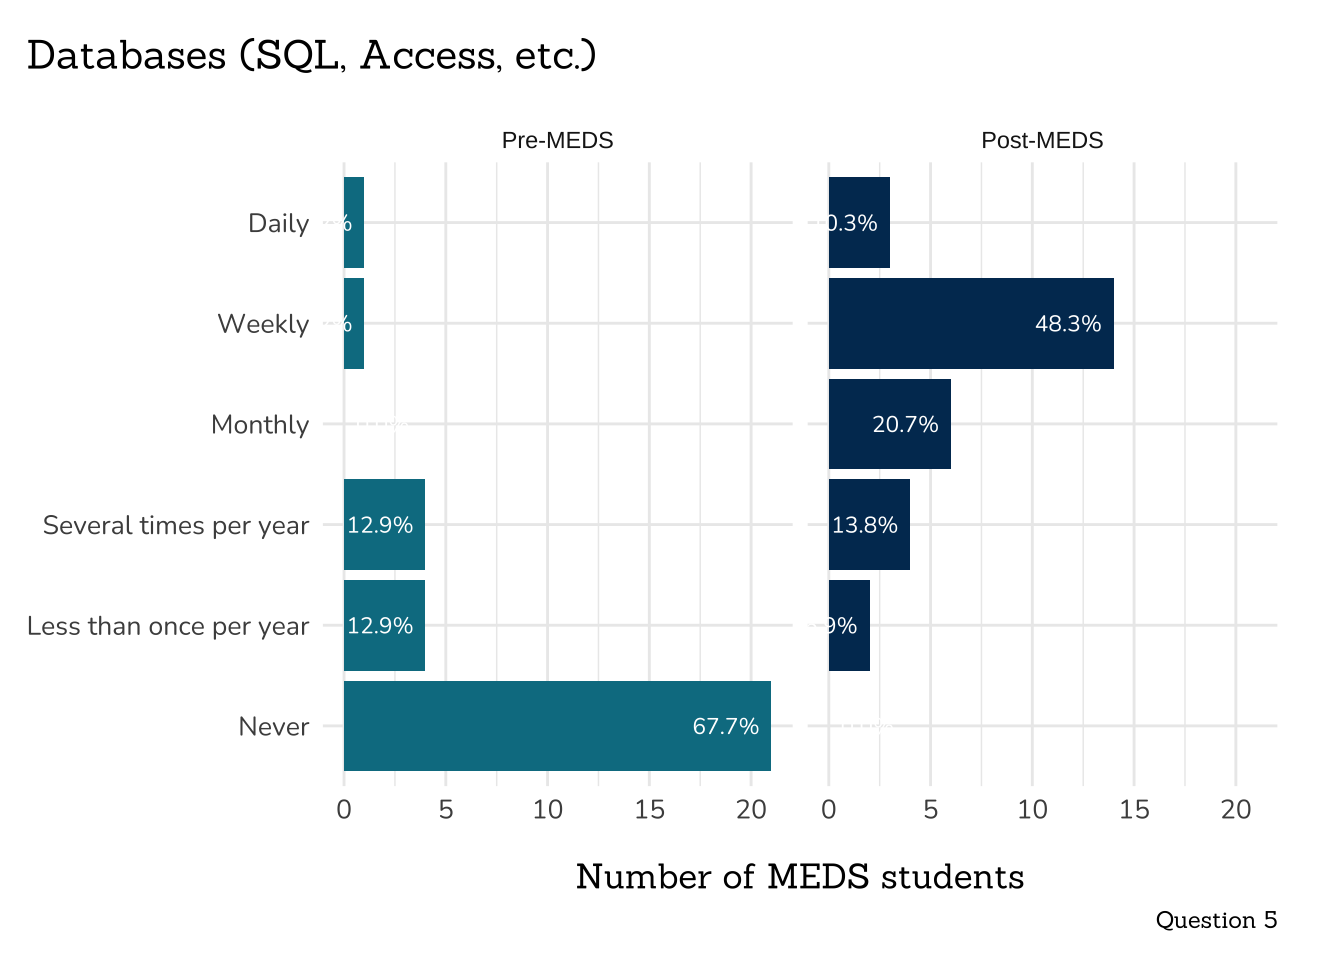 Databases (SQL, Access, etc.)
Pre-MEDS Post-MEDS
Daily
Weekly 48.3%
Monthly 20.7%
Several times per year 12.9% 13.8%
Less than once per year 12.9%
Never 67.7%
0 5 10 15 20 0 5 10 15 20
Number of MEDS students
Question 5